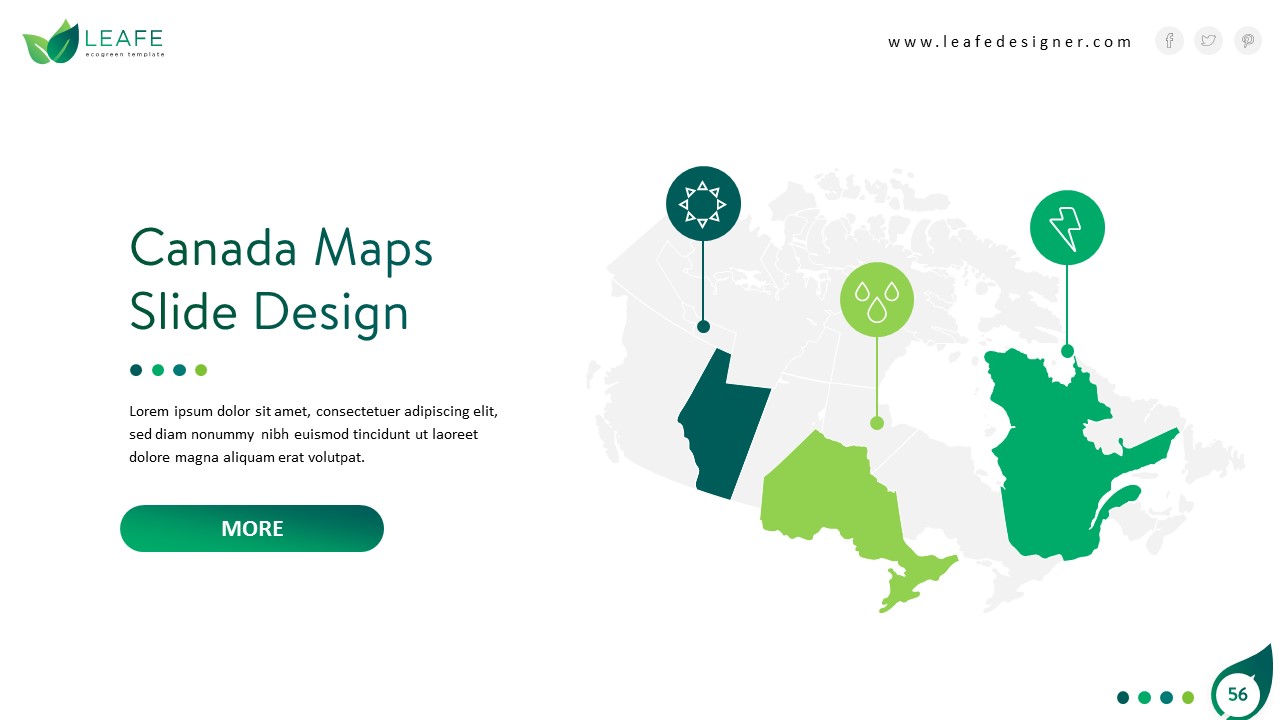 LEAFE
ecogreen template
www.leafedesigner.com
Canada Maps
Slide Design
Lorem ipsum dolor sit amet, consectetuer adipiscing elit,
sed diam nonummy nibh euismod tincidunt ut laoreet
dolore magna aliquam erat volutpat.
MORE
56